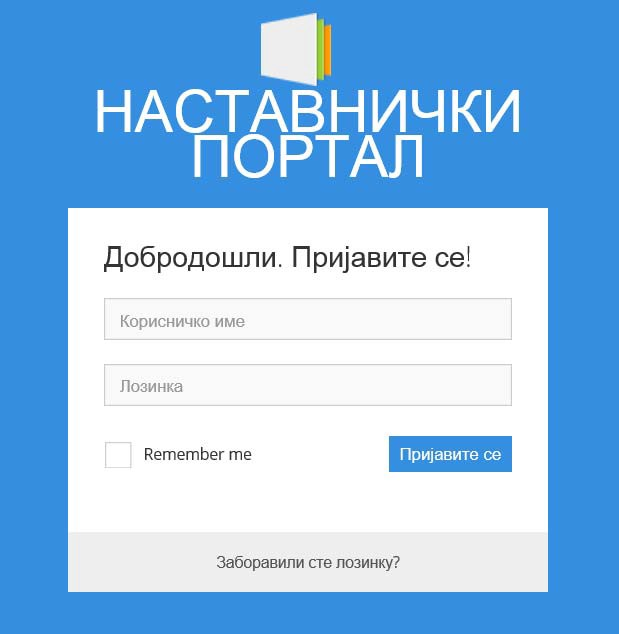 НАСТАВНИЧКИ
ПОРТАЛ
Добродошли. Пријавите се!
Корисничко име
Лозинка
Remember me
Пријавите се
Заборавили сте лозинку?